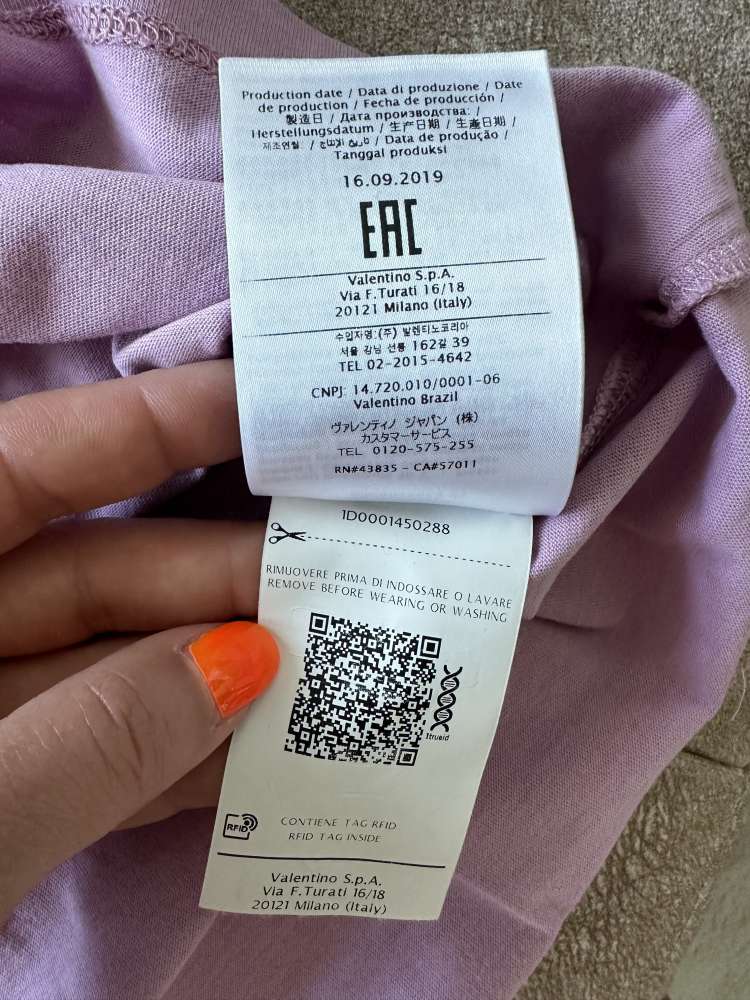 Production date / Data di produzione / Date
de production / Fecha de producción /
製造日 / Дата производства: /
Herstellungsdatum / 生产日期 / 生產日期 /
제조연월 / تاريخ الإنتاج / Data de produção /
Tanggal produksi
16.09.2019
EAC
Valentino S.p.A.
Via F.Turati 16/18
20121 Milano (Italy)
수입자명:(주) 발렌티노코리아
서울 강남 선릉 162길 39
TEL 02-2015-4642
CNPJ: 14.720.010/0001-06
Valentino Brazil
ヴァレンティノ ジャパン (株)
カスタマーサービス
TEL 0120-575-255
RN#43835 - CA#57011
1D0001450288
RIMUOVERE PRIMA DI INDOSSARE O LAVARE
REMOVE BEFORE WEARING OR WASHING
Itrueid
RFID
CONTIENE TAG RFID
RFID TAG INSIDE
Valentino S.p.A.
Via F.Turati 16/18
20121 Milano (Italy)